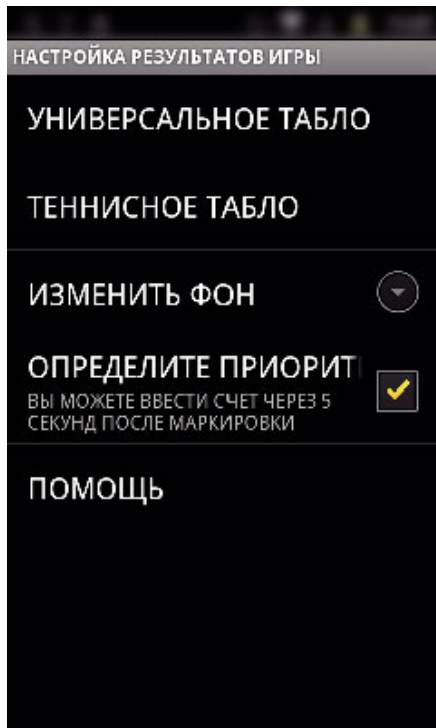 НАСТРОЙКА РЕЗУЛЬТАТОВ ИГРЫ
УНИВЕРСАЛЬНОЕ ТАБЛО
ТЕННИСНОЕ ТАБЛО
ИЗМЕНИТЬ ФОН
ОПРЕДЕЛИТЕ ПРИОРИТ
ВЫ МОЖЕТЕ ВВЕСТИ СЧЕТ ЧЕРЕЗ 5
СЕКУНД ПОСЛЕ МАРКИРОВКИ
ПОМОЩЬ